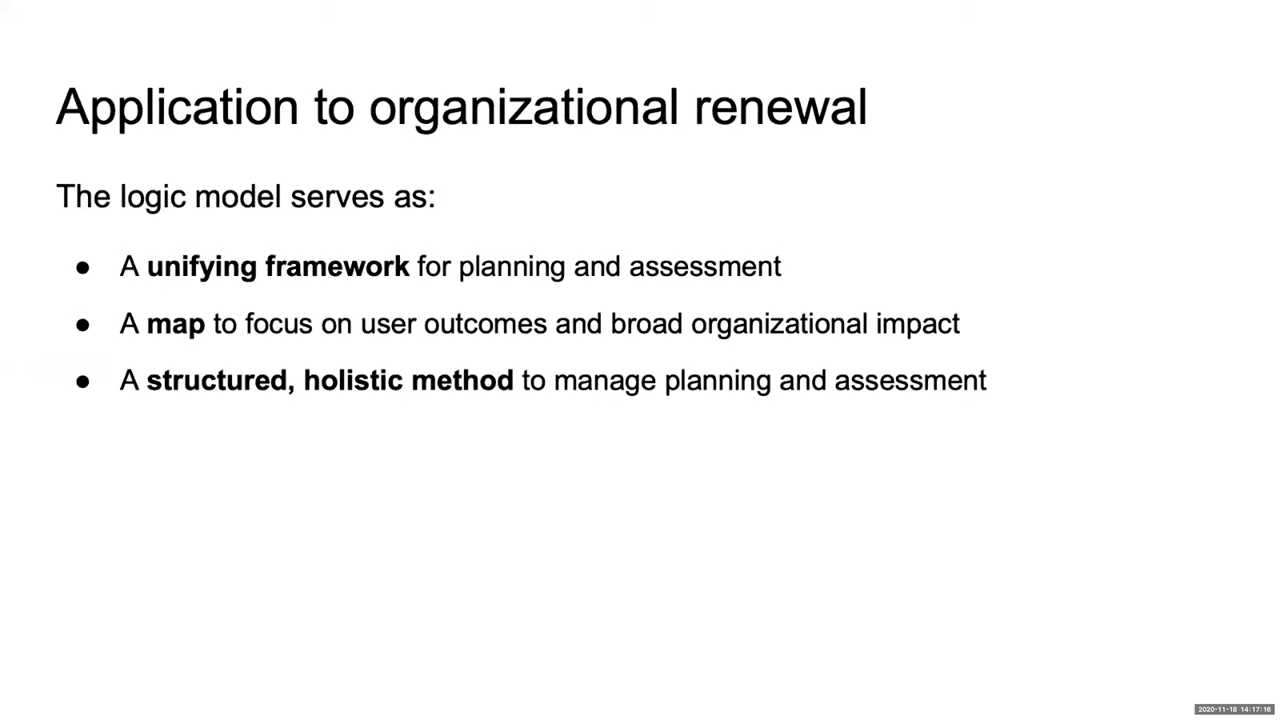 Application to organizational renewal
The logic model serves as:
● A unifying framework for planning and assessment
● A map to focus on user outcomes and broad organizational impact
● A structured, holistic method to manage planning and assessment
2020-11-18 14:17:16